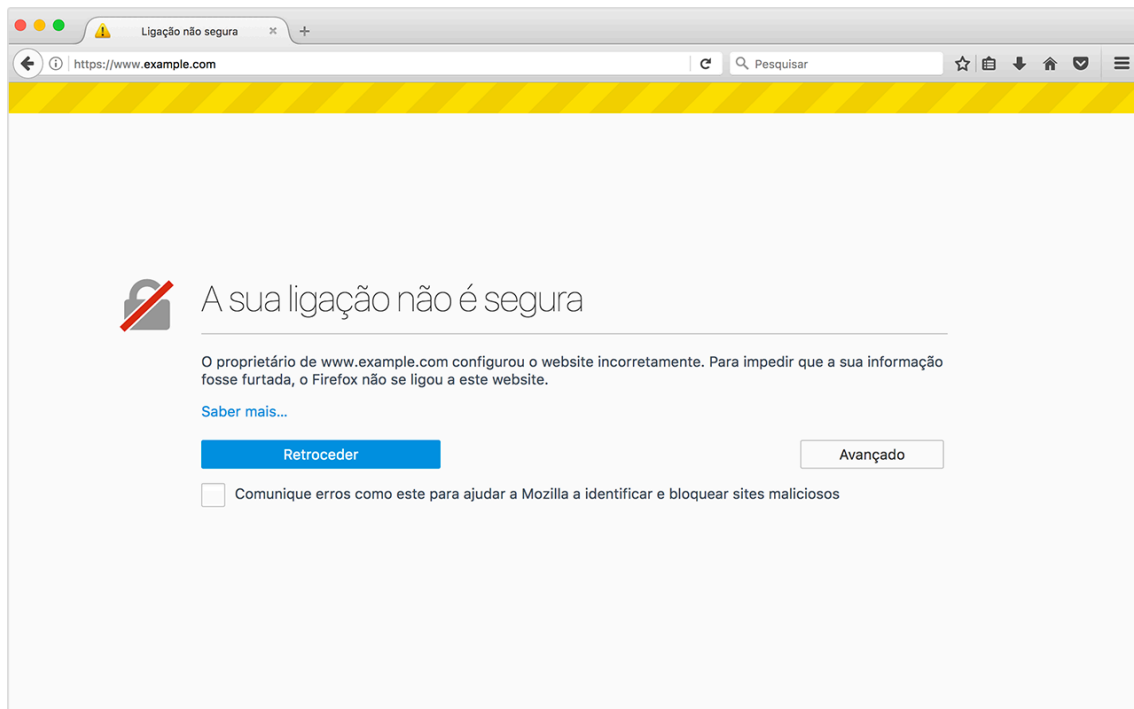 Ligação não segura
https://www.example.com
Pesquisar
A sua ligação não é segura
O proprietário de www.example.com configurou o website incorretamente. Para impedir que a sua informação
fosse furtada, o Firefox não se ligou a este website.
Saber mais...
Retroceder
Avançado
Comunique erros como este para ajudar a Mozilla a identificar e bloquear sites maliciosos